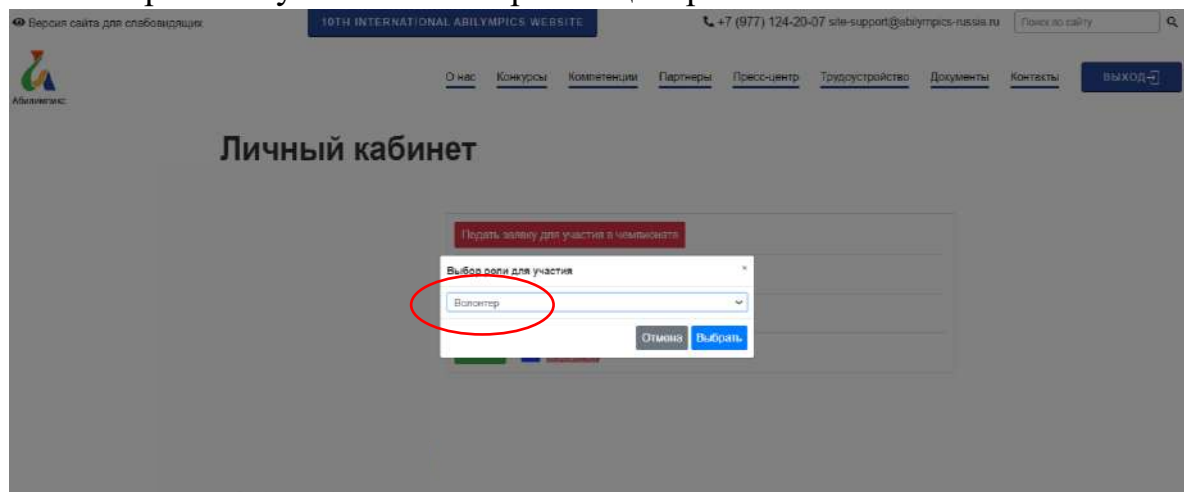 Версия сайта для слабовидящих
10TH INTERNATIONAL ABILYMPICS WEBSITE
+7 (977) 124-20-07 site-support@abilympics-russia.ru
Поиск по сайту
Абилимпикс
О нас Конкурсы Компетенции Партнеры Пресс-центр Трудоустройство Документы Контакты ВЫХОД
Личный кабинет
Подать заявку для участия в чемпионате
Выбор роли для участия
×
Волонтер
Отмена Выбрать